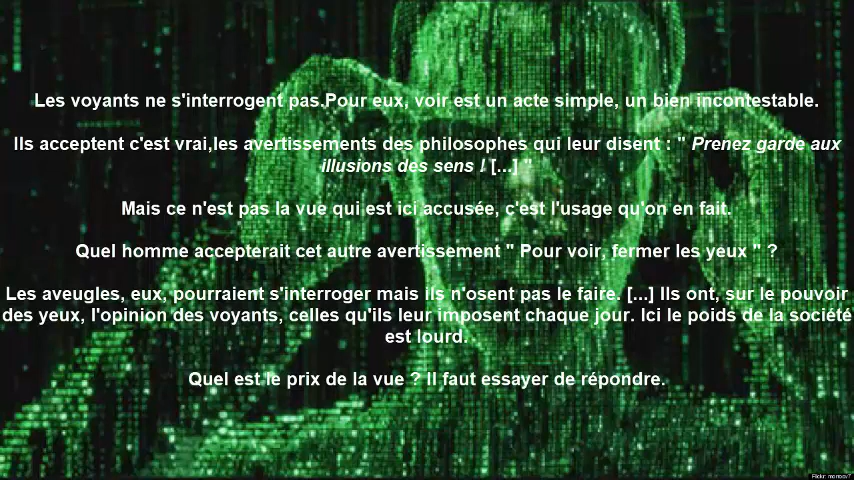 Les voyants ne s'interrogent pas.Pour eux, voir est un acte simple, un bien incontestable.
Ils acceptent c'est vrai,les avertissements des philosophes qui leur disent : " Prenez garde aux
illusions des sens ! [...] "
Mais ce n'est pas la vue qui est ici accusée, c'est l'usage qu'on en fait.
Quel homme accepterait cet autre avertissement " Pour voir, fermer les yeux " ?
Les aveugles, eux, pourraient s'interroger mais ils n'osent pas le faire. [...] Ils ont, sur le pouvoir
des yeux, l'opinion des voyants, celles qu'ils leur imposent chaque jour. Ici le poids de la société
est lourd.
Quel est le prix de la vue ? Il faut essayer de répondre.
Flickr: